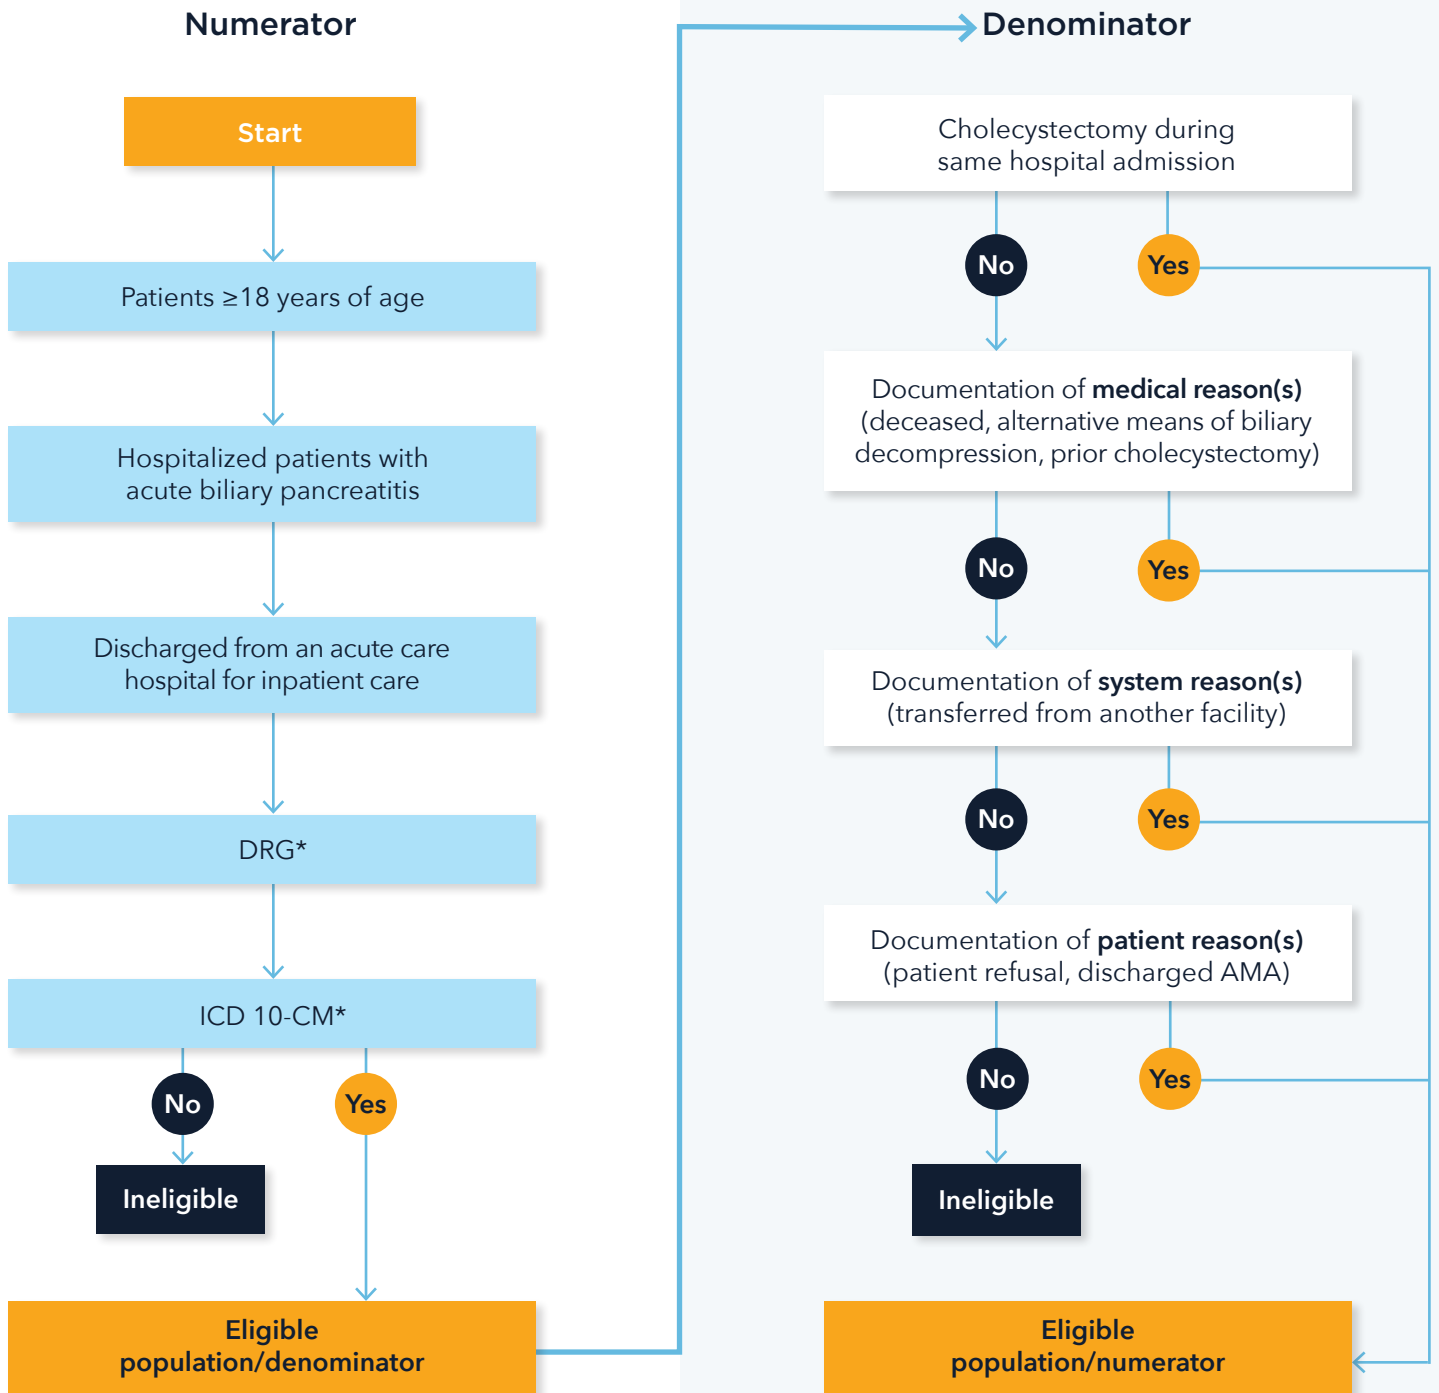 Numerator
Start
Patients ≥18 years of age
Hospitalized patients with
acute biliary pancreatitis
Discharged from an acute care
hospital for inpatient care
DRG*
ICD 10-CM*
No
Yes
Ineligible
Eligible
population/denominator
Denominator
Cholecystectomy during
same hospital admission
No
Yes
Documentation of medical reason(s)
(deceased, alternative means of biliary
decompression, prior cholecystectomy)
No
Yes
Documentation of system reason(s)
(transferred from another facility)
No
Yes
Documentation of patient reason(s)
(patient refusal, discharged AMA)
No
Yes
Ineligible
Eligible
population/numerator